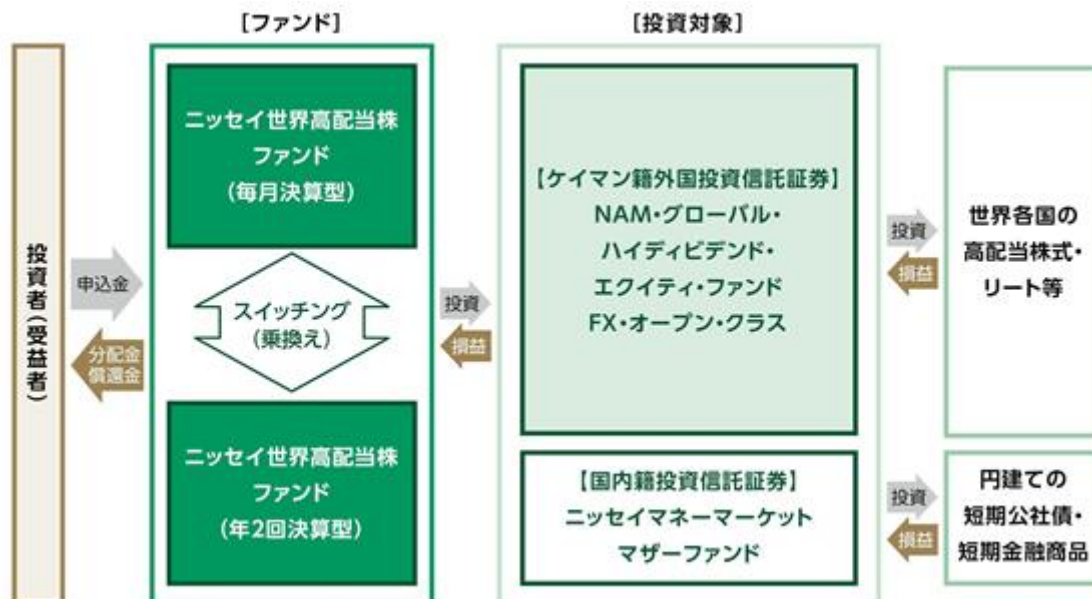 ［ファンド］
［投資対象］
投資者（受益者）
申込金
分配金
償還金
ニッセイ世界高配当株
ファンド
（毎月決算型）
スイッチング
（乗換え）
ニッセイ世界高配当株
ファンド
（年2回決算型）
投資
損益
【ケイマン籍外国投資信託証券】
NAM・グローバル・
ハイディビデンド・
エクイティ・ファンド
FX・オープン・クラス
投資
損益
世界各国の
高配当株式・
リート等
【国内籍投資信託証券】
ニッセイマネーマーケット
マザーファンド
投資
損益
円建ての
短期公社債・
短期金融商品